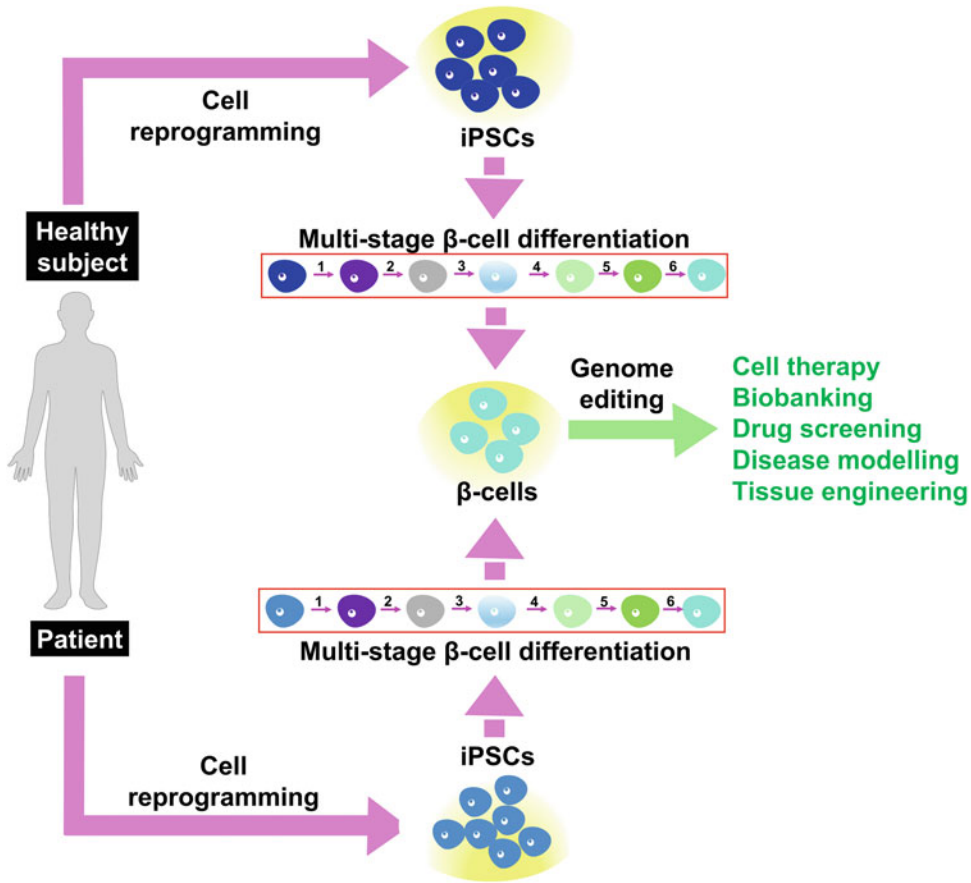 Cell
reprogramming
iPSCs
Healthy
subject
Multi-stage β-cell differentiation
1 2 3 4 5 6
Genome
editing
Cell therapy
Biobanking
Drug screening
Disease modelling
Tissue engineering
β-cells
1 2 3 4 5 6
Multi-stage β-cell differentiation
Patient
iPSCs
Cell
reprogramming